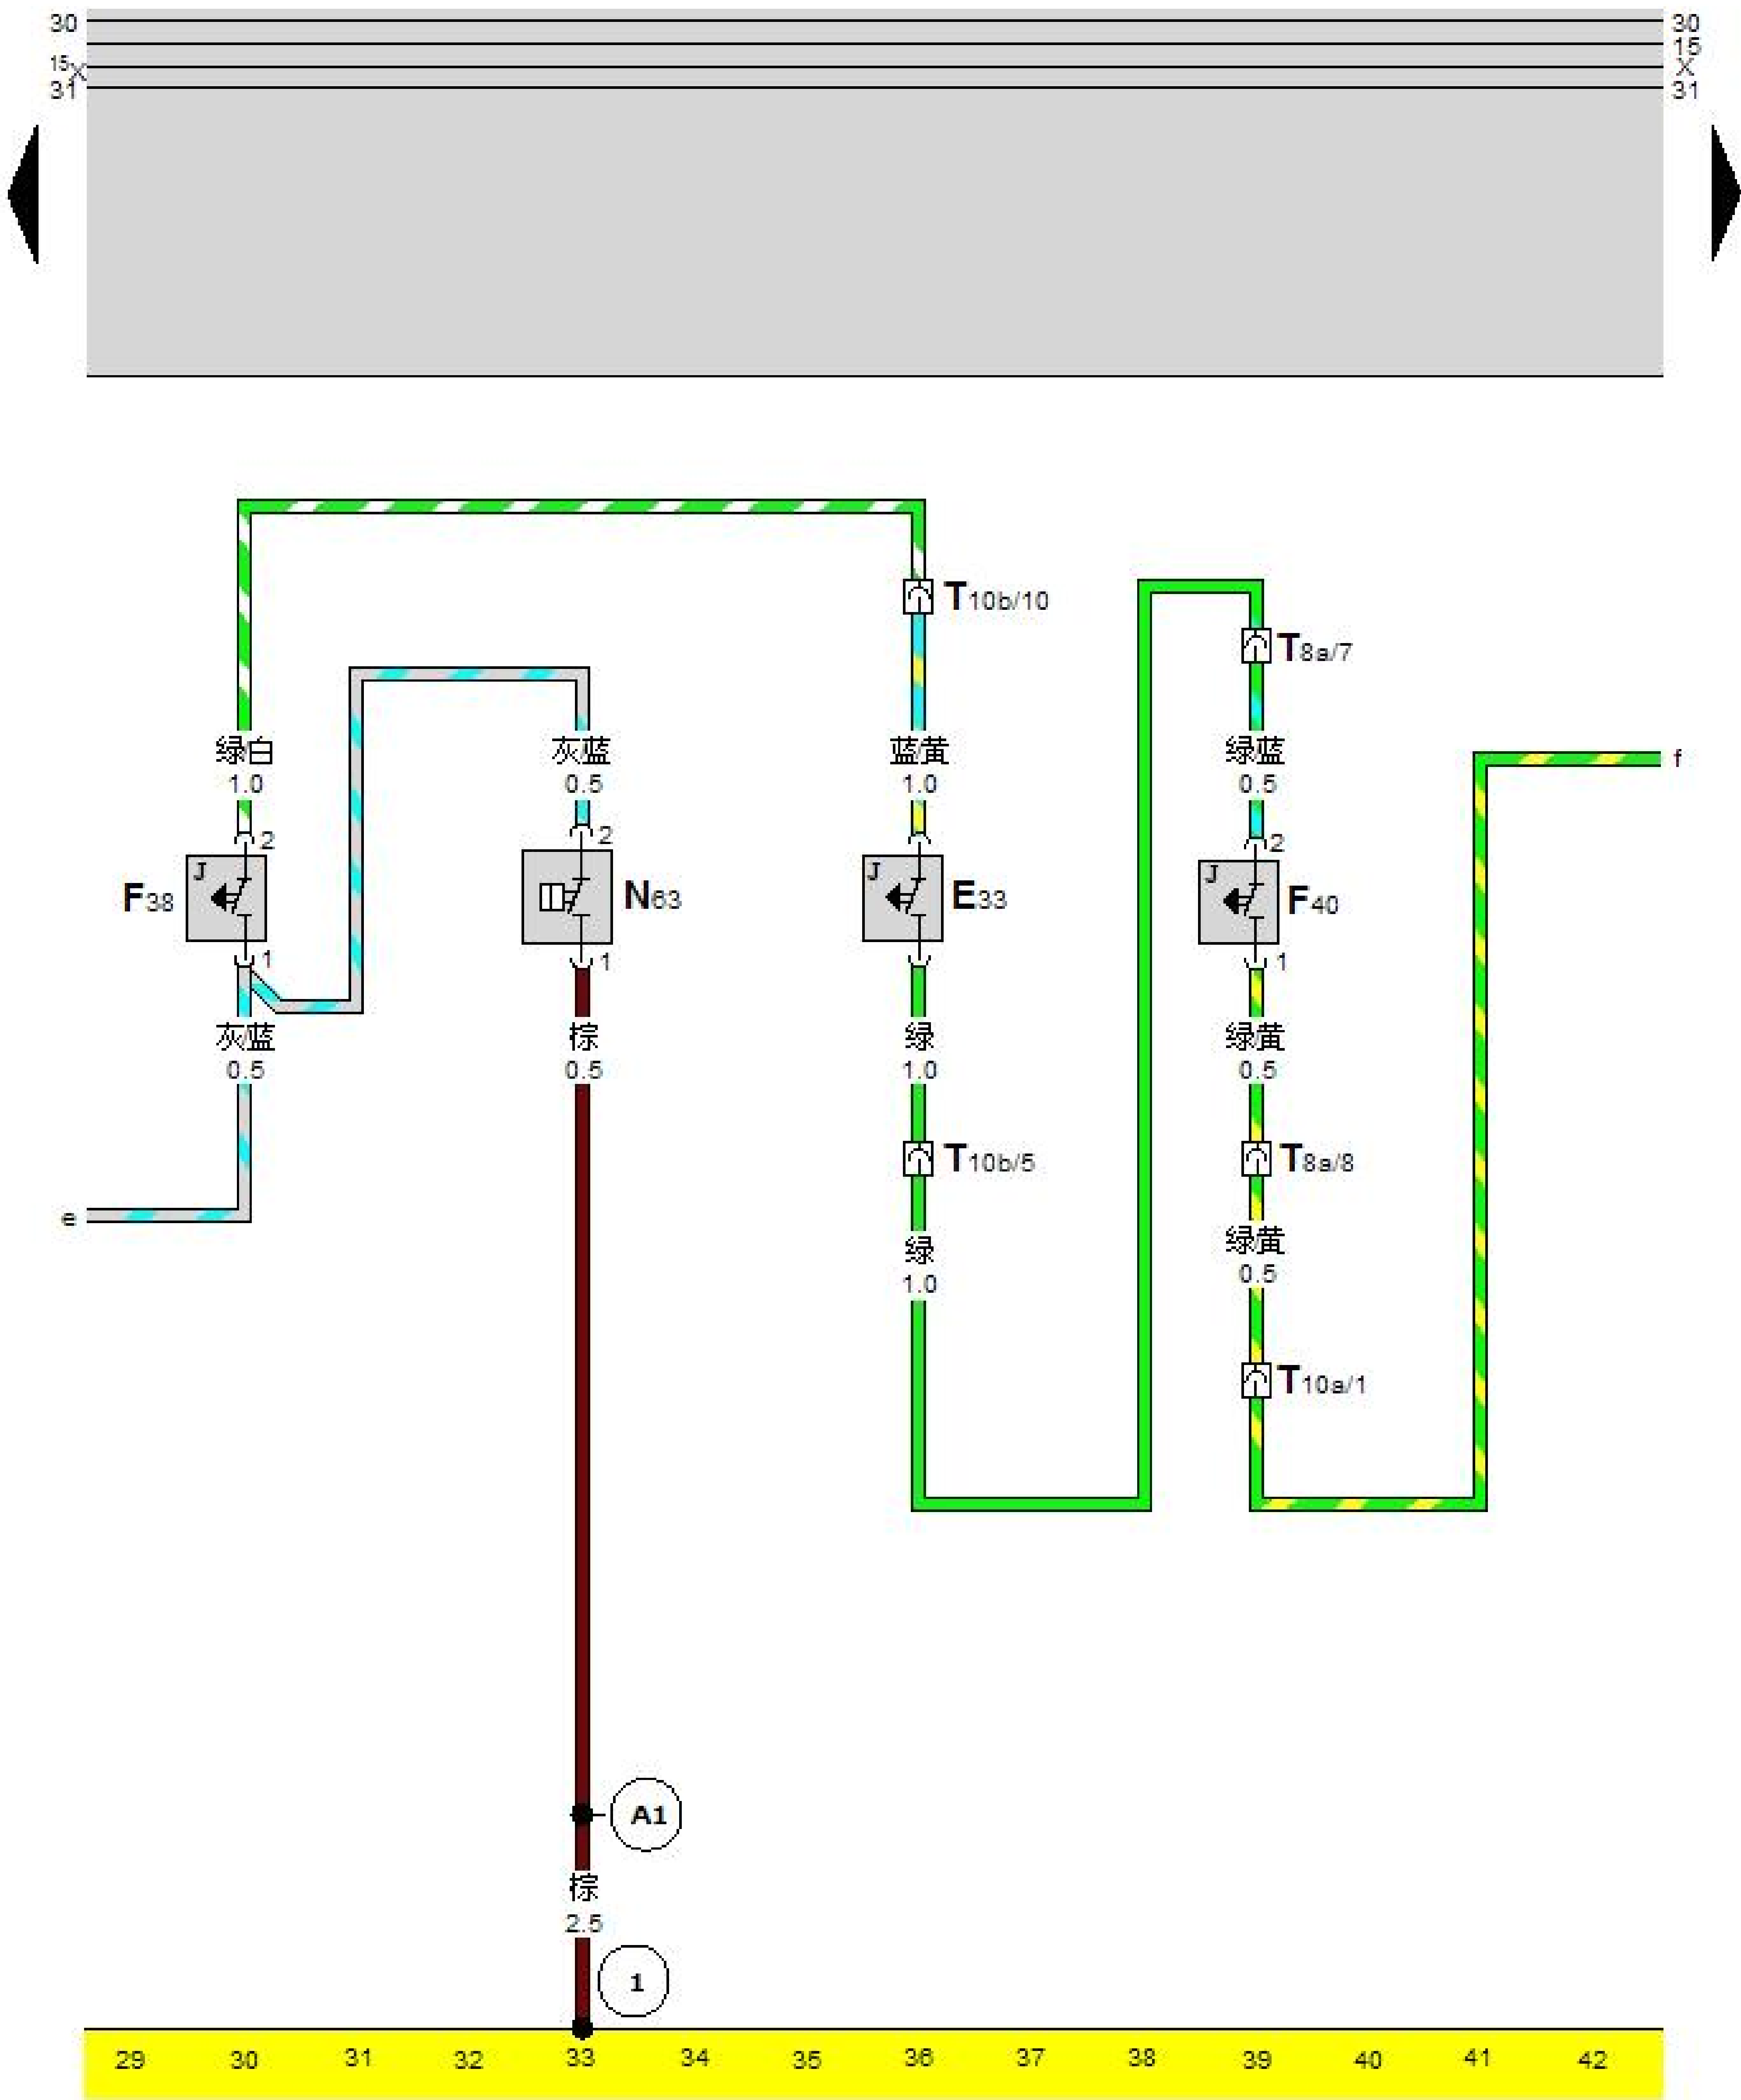 30 30
15 15
X X
31 31
T10b/10
T8a/7
绿/白 灰/蓝 蓝/黄 绿/蓝 f
1.0 0.5 1.0 0.5
2 2 2
J J J
F38 N63 E33 F40
1 1 1
灰/蓝 棕 绿 绿/黄
0.5 0.5 1.0 0.5
T10b/5 T8a/8
e
绿 绿/黄
1.0 0.5
T10a/1
A1
棕
2.5
1
29 30 31 32 33 34 35 36 37 38 39 40 41 42